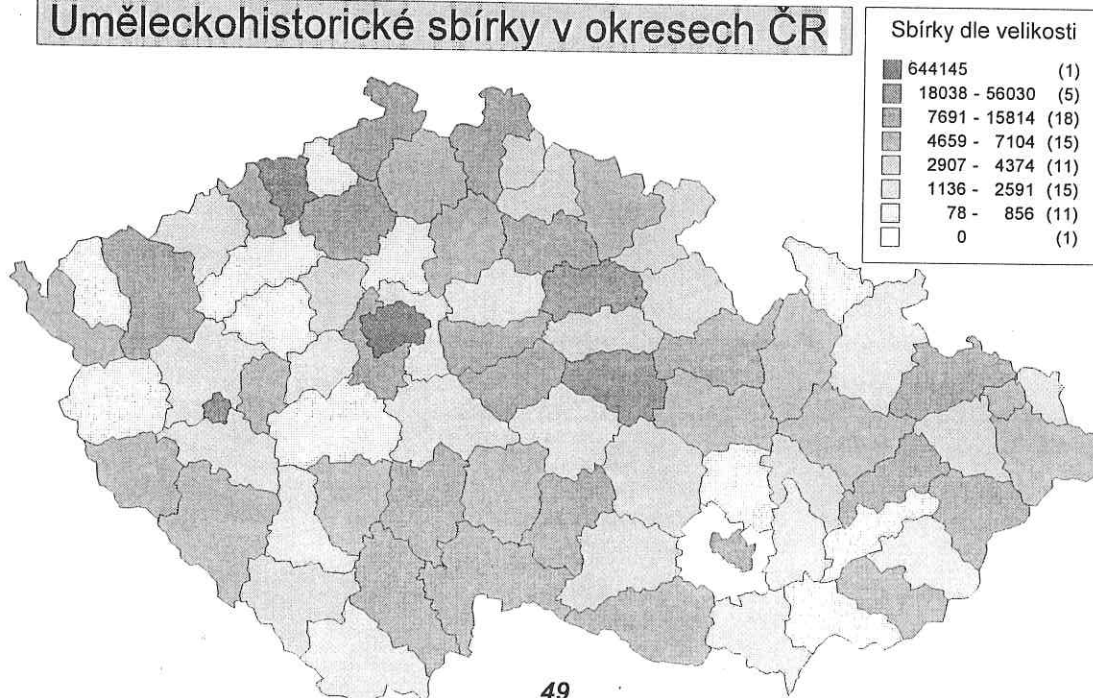 Uměleckohistorické sbírky v okresech ČR
Sbírky dle velikosti
644145 (1)
18038 - 56030 (5)
7691 - 15814 (18)
4659 - 7104 (15)
2907 - 4374 (11)
1136 - 2591 (15)
78 - 856 (11)
0 (1)
49